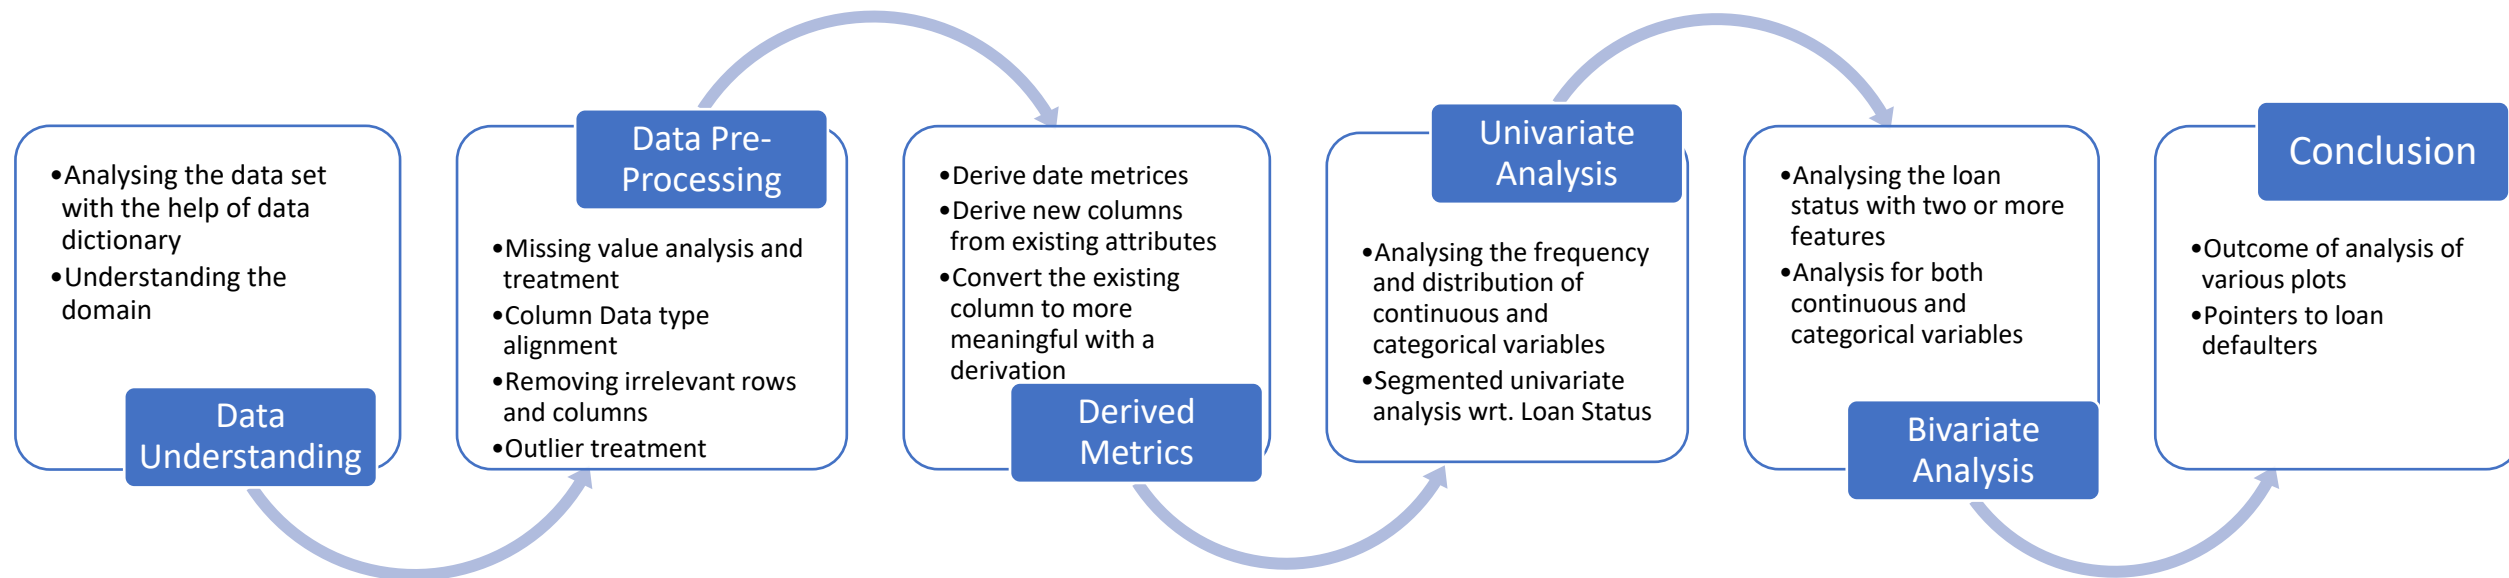 •Analysing the data set
with the help of data
dictionary
•Understanding the
domain
Data
Understanding
Data Pre-
Processing
•Missing value analysis and
treatment
•Column Data type
alignment
•Removing irrelevant rows
and columns
•Outlier treatment
•Derive date metrices
•Derive new columns
from existing attributes
•Convert the existing
column to more
meaningful with a
derivation
Derived
Metrics
Univariate
Analysis
•Analysing the frequency
and distribution of
continuous and
categorical variables
•Segmented univariate
analysis wrt. Loan Status
•Analysing the loan
status with two or more
features
•Analysis for both
continuous and
categorical variables
Bivariate
Analysis
Conclusion
•Outcome of analysis of
various plots
•Pointers to loan
defaulters